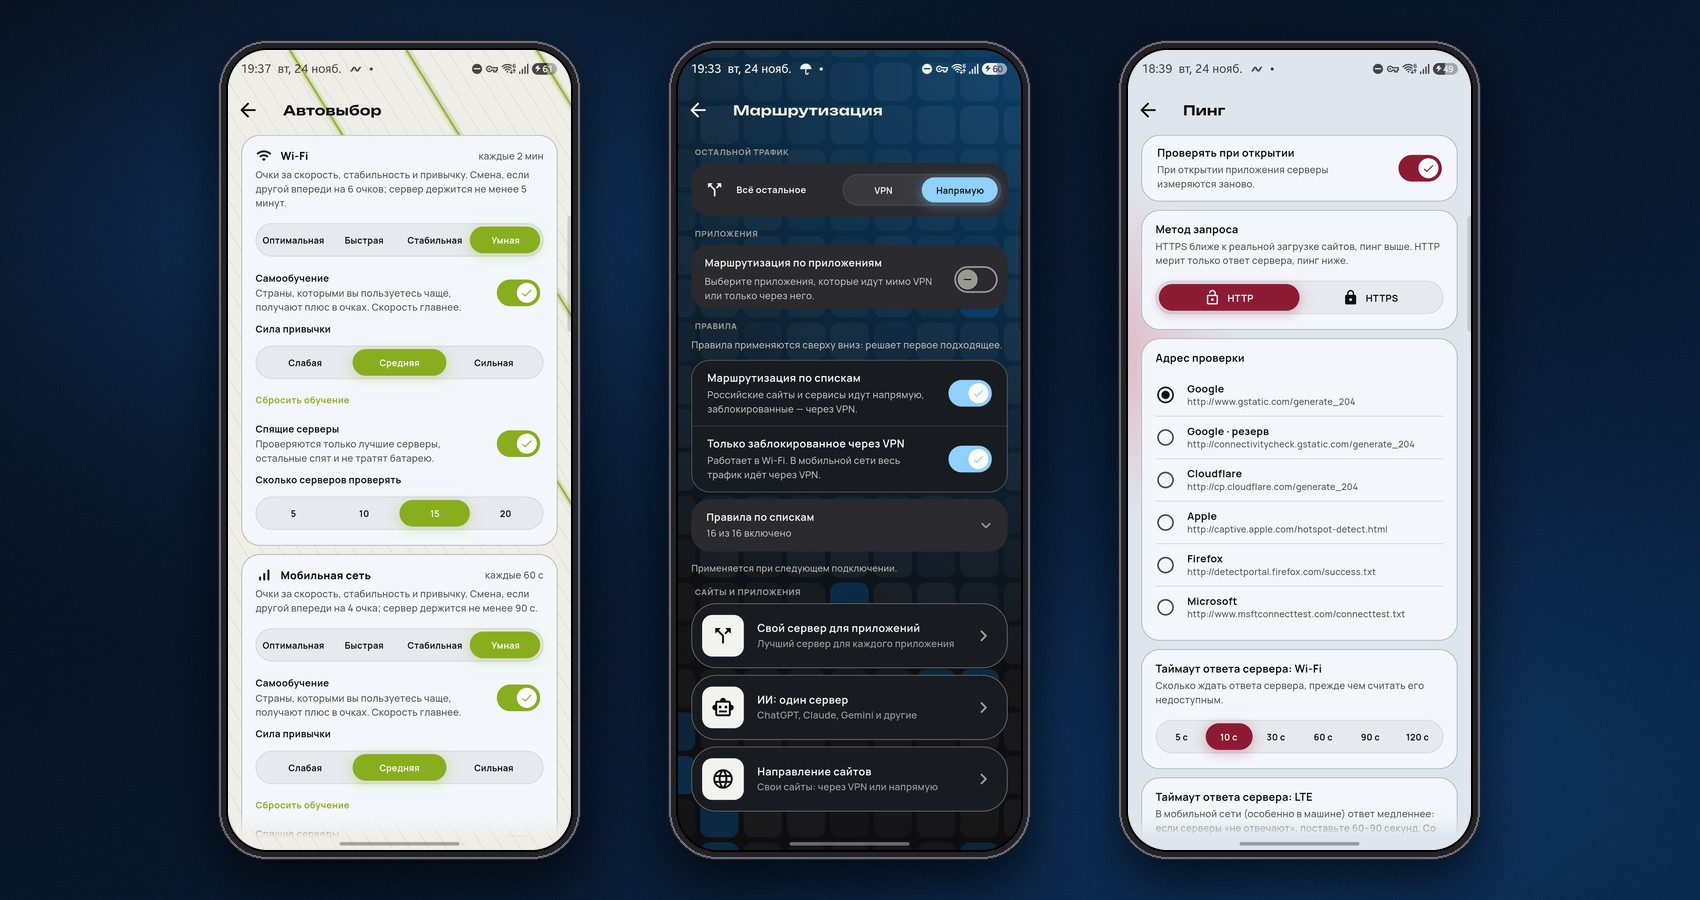 19:37 вт, 24 нояб.
61
Автовыбор
Wi-Fi
каждые 2 мин
Очки за скорость, стабильность и привычку. Смена, если
другой впереди на 6 очков; сервер держится не менее 5
минут.
Оптимальная Быстрая Стабильная Умная
Самообучение
Страны, которыми вы пользуетесь чаще,
получают плюс в очках. Скорость главнее.
Сила привычки
Слабая Средняя Сильная
Сбросить обучение
Спящие серверы
Проверяются только лучшие серверы,
остальные спят и не тратят батарею.
Сколько серверов проверять
5 10 15 20
Мобильная сеть
каждые 60 с
Очки за скорость, стабильность и привычку. Смена, если
другой впереди на 4 очка; сервер держится не менее 90 с.
Оптимальная Быстрая Стабильная Умная
Самообучение
Страны, которыми вы пользуетесь чаще,
получают плюс в очках. Скорость главнее.
Сила привычки
Слабая Средняя Сильная
Сбросить обучение
Спящие серверы
19:33 вт, 24 нояб.
60
Маршрутизация
ОСТАЛЬНОЙ ТРАФИК
Всё остальное
VPN Напрямую
ПРИЛОЖЕНИЯ
Маршрутизация по приложениям
Выберите приложения, которые идут мимо VPN
или только через него.
ПРАВИЛА
Правила применяются сверху вниз: решает первое подходящее.
Маршрутизация по спискам
Российские сайты и сервисы идут напрямую,
заблокированные — через VPN.
Только заблокированное через VPN
Работает в Wi-Fi. В мобильной сети весь
трафик идёт через VPN.
Правила по спискам
16 из 16 включено
Применяется при следующем подключении.
САЙТЫ И ПРИЛОЖЕНИЯ
Свой сервер для приложений
Лучший сервер для каждого приложения
ИИ: один сервер
ChatGPT, Claude, Gemini и другие
Направление сайтов
Свои сайты: через VPN или напрямую
18:39 вт, 24 нояб.
49
Пинг
Проверять при открытии
При открытии приложения серверы
измеряются заново.
Метод запроса
HTTPS ближе к реальной загрузке сайтов, пинг выше. HTTP
мерит только ответ сервера, пинг ниже.
HTTP HTTPS
Адрес проверки
Google
http://www.gstatic.com/generate_204
Google · резерв
http://connectivitycheck.gstatic.com/generate_204
Cloudflare
http://cp.cloudflare.com/generate_204
Apple
http://captive.apple.com/hotspot-detect.html
Firefox
http://detectportal.firefox.com/success.txt
Microsoft
http://www.msftconnecttest.com/connecttest.txt
Таймаут ответа сервера: Wi-Fi
Сколько ждать ответа сервера, прежде чем считать его
недоступным.
5 с 10 с 30 с 60 с 90 с 120 с
Таймаут ответа сервера: LTE
В мобильной сети (особенно в машине) ответ медленнее:
если серверы «не отвечают», поставьте 60–90 секунд. Со